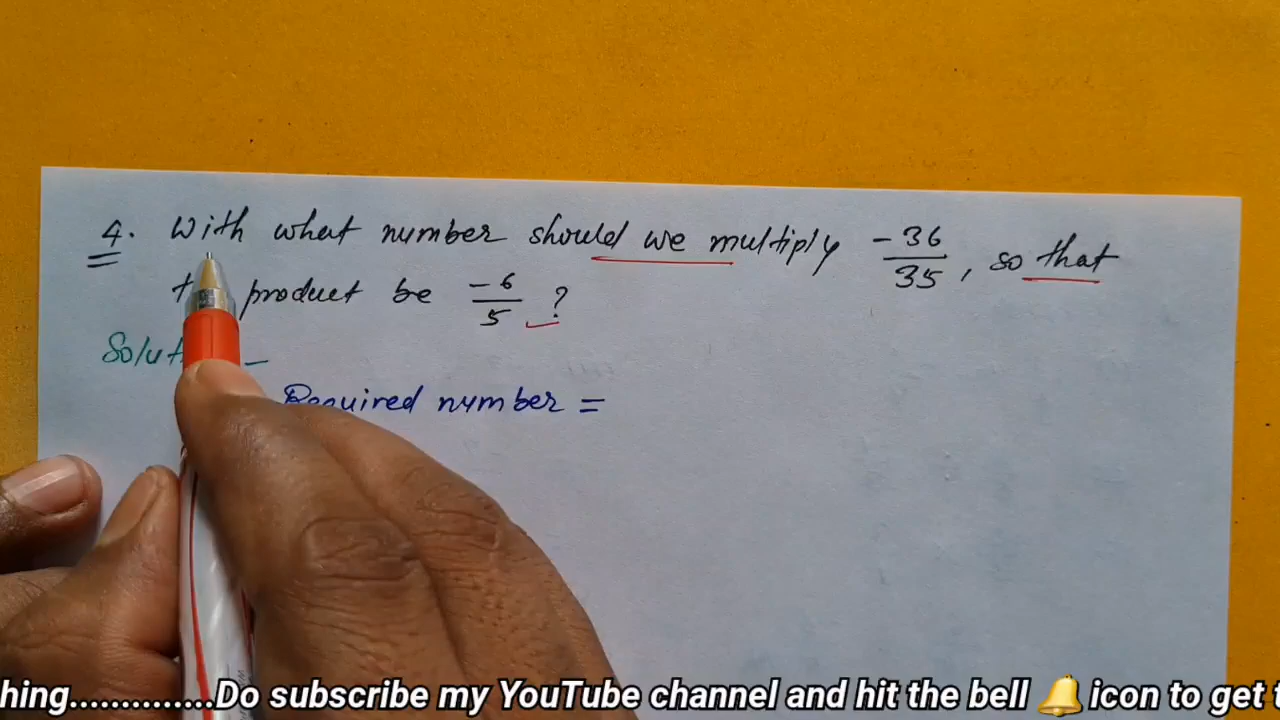 4. With what number should we multiply -36/35, so that
product be -6/5 ?
Required number =
hing..............Do subscribe my YouTube channel and hit the bell 🔔 icon to get t